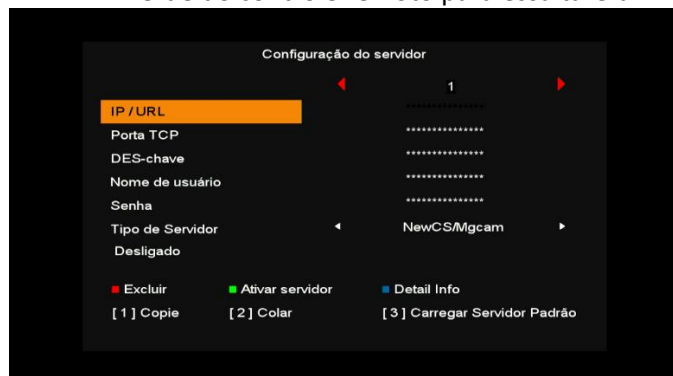 Configuração do servidor
1
IP / URL ***************
Porta TCP ***************
DES-chave ***************
Nome de usuário ***************
Senha ***************
Tipo de Servidor NewCS/Mgcam
Desligado
Excluir Ativar servidor Detail Info
[ 1 ] Copie [ 2 ] Colar [ 3 ] Carregar Servidor Padrão